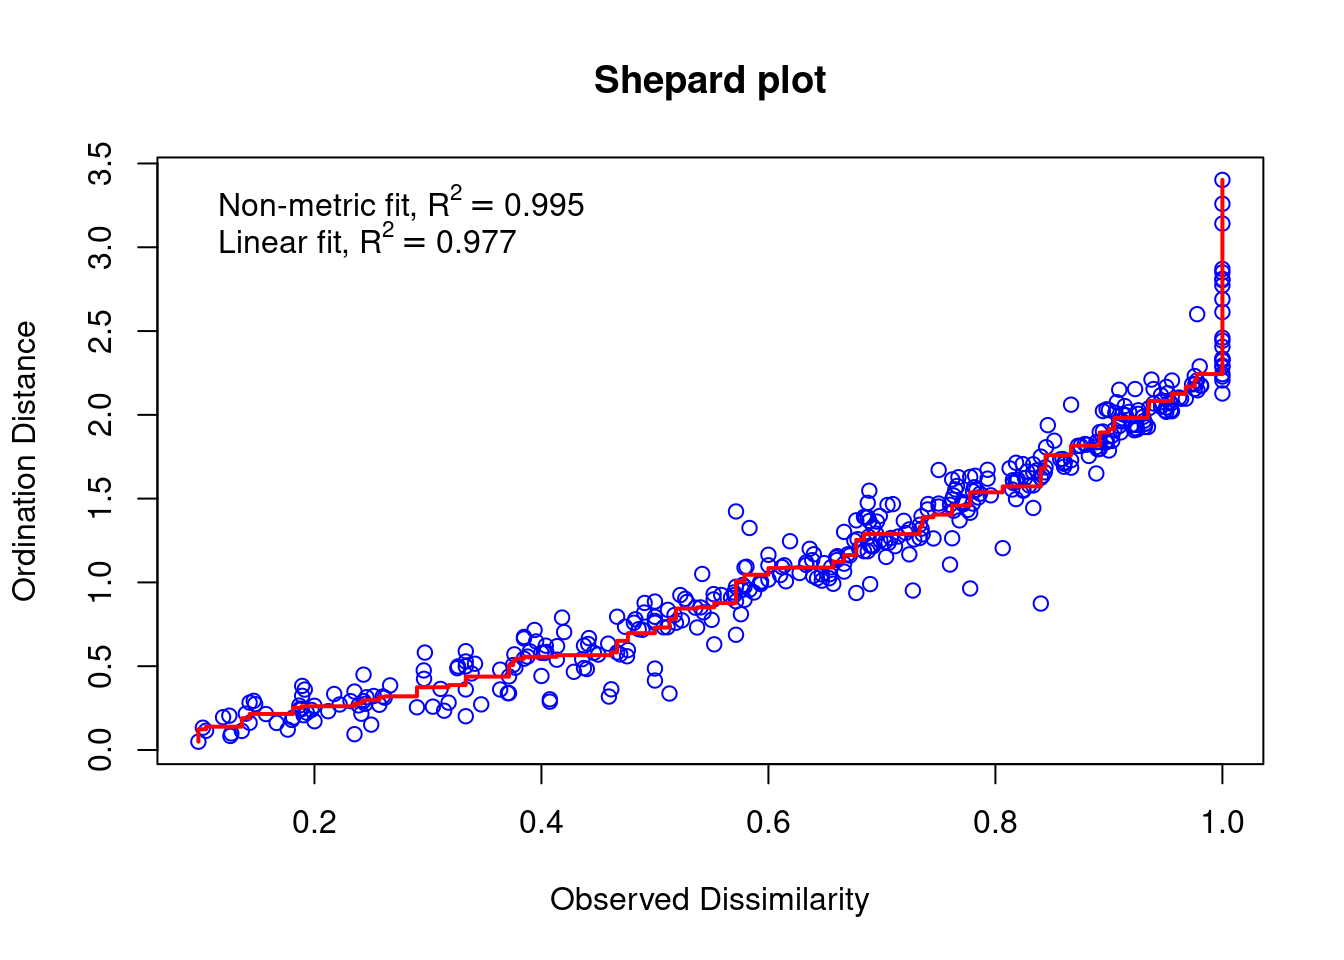 Shepard plot
Non-metric fit, R² = 0.995
Linear fit, R² = 0.977
Ordination Distance
3.5
3.0
2.5
2.0
1.5
1.0
0.5
0.0
0.2 0.4 0.6 0.8 1.0
Observed Dissimilarity